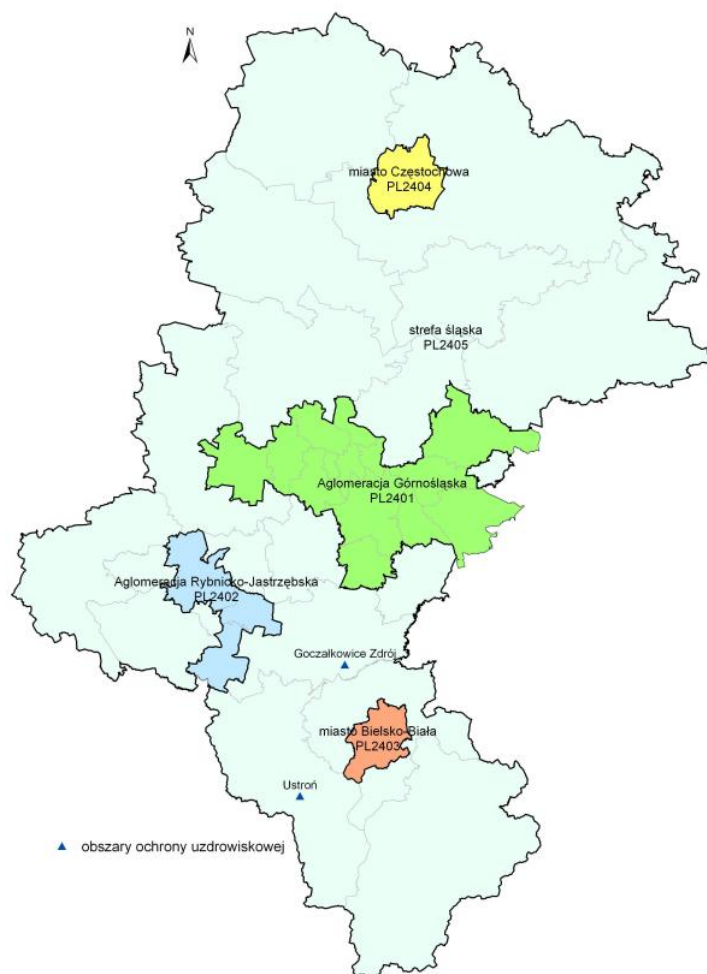 N
miasto Częstochowa
PL2404
strefa śląska
PL2405
Aglomeracja Górnośląska
PL2401
Aglomeracja Rybnicko-Jastrzębska
PL2402
Goczałkowice Zdrój
miasto Bielsko-Biała
PL2403
Ustroń
obszary ochrony uzdrowiskowej